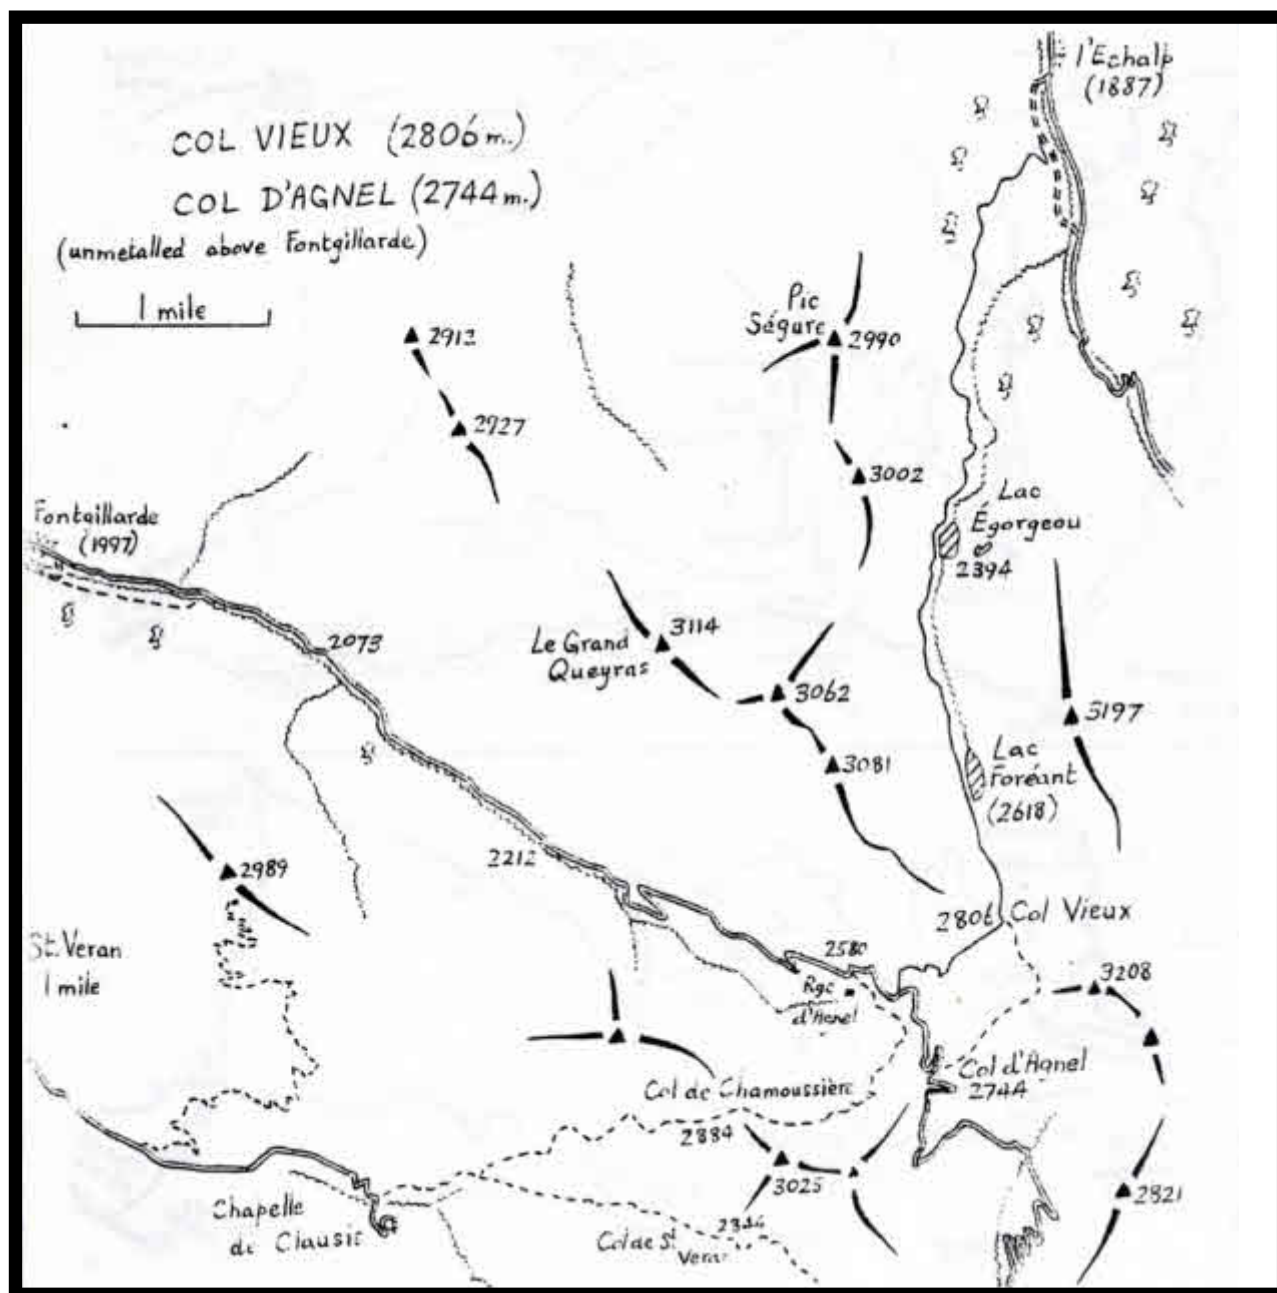 l'Echalp
(1887)
COL VIEUX (2806 m.)
COL D'AGNEL (2744 m.)
(unmetalled above Fontgillarde)
1 mile
Pic
Ségure
2990
2913
2927
3002
Lac
Égorgeou
2394
Fontgillarde
(1997)
2073
Le Grand
Queyras
3114
3062
3197
3081
Lac
Foréant
(2618)
2212
2989
2806 Col Vieux
St. Veran
1 mile
2580
3208
Rge
d'Agnel
Col d'Agnel
2744
Col de Chamoussière
2884
3025
2821
Chapelle
de Clausis
Col de St
Veran